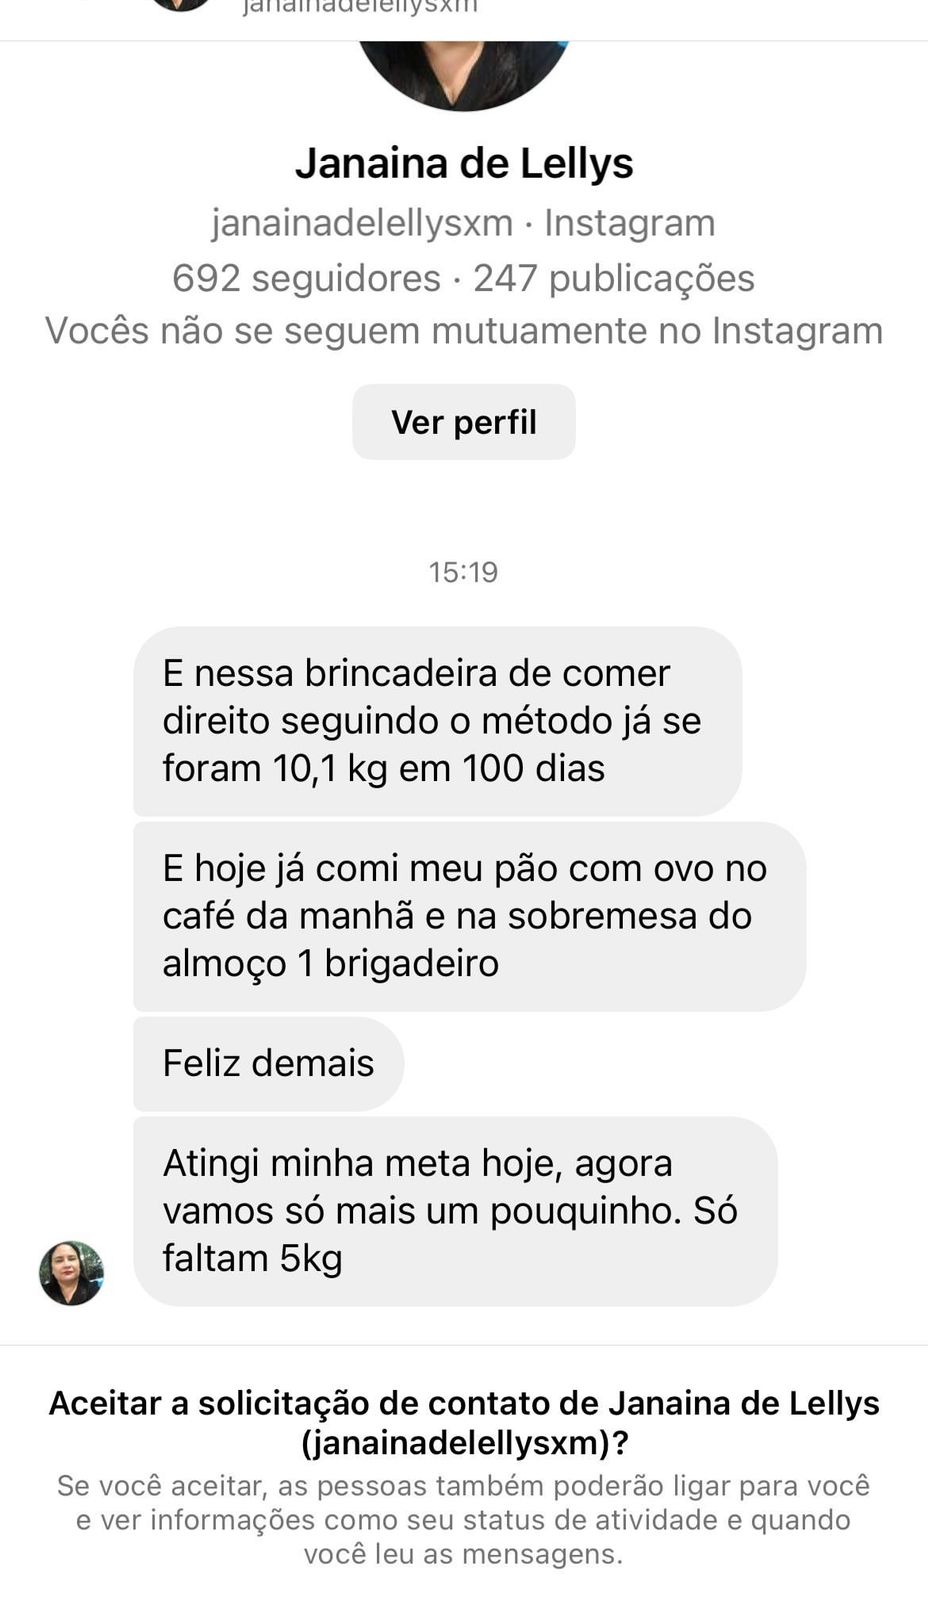 janainadelellysxm
Janaina de Lellys
janainadelellysxm · Instagram
692 seguidores · 247 publicações
Vocês não se seguem mutuamente no Instagram
Ver perfil
15:19
E nessa brincadeira de comer
direito seguindo o método já se
foram 10,1 kg em 100 dias
E hoje já comi meu pão com ovo no
café da manhã e na sobremesa do
almoço 1 brigadeiro
Feliz demais
Atingi minha meta hoje, agora
vamos só mais um pouquinho. Só
faltam 5kg
Aceitar a solicitação de contato de Janaina de Lellys
(janainadelellysxm)?
Se você aceitar, as pessoas também poderão ligar para você
e ver informações como seu status de atividade e quando
você leu as mensagens.